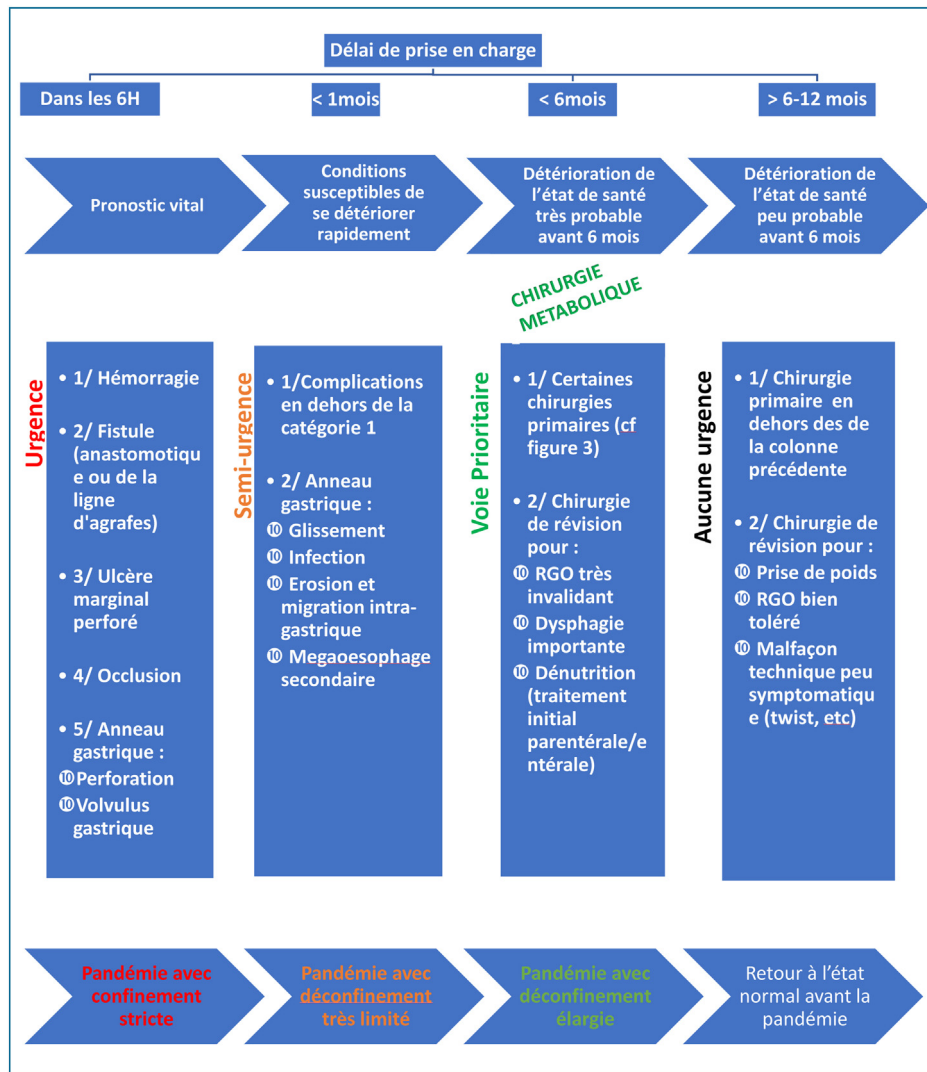 Délai de prise en charge
Dans les 6H
< 1mois
< 6mois
> 6-12 mois
Pronostic vital
Conditions
susceptibles de
se détériorer
rapidement
Détérioration de
l'état de santé
très probable
avant 6 mois
Détérioration de
l'état de santé
peu probable
avant 6 mois
CHIRURGIE
METABOLIQUE
Urgence
• 1/ Hémorragie
• 2/ Fistule
(anastomotiqu
e ou de la
ligne
d'agrafes)
• 3/ Ulcère
marginal
perforé
• 4/ Occlusion
• 5/ Anneau
gastrique :
❿Perforation
❿Volvulus
gastrique
Semi-urgence
• 1/Complications
en dehors de la
catégorie 1
• 2/ Anneau
gastrique :
❿ Glissement
❿ Infection
❿ Erosion et
migration intra-
gastrique
❿ Megaoesophage
secondaire
Voie Prioritaire
• 1/ Certaines
chirurgies
primaires (cf
figure 3)
• 2/ Chirurgie
de révision
pour :
❿ RGO très
invalidant
❿ Dysphagie
importante
❿ Dénutrition
(traitement
initial
parentérale/e
ntérale)
Aucune urgence
• 1/ Chirurgie
primaire en
dehors des de
la colonne
précédente
• 2/ Chirurgie de
révision pour :
❿ Prise de poids
❿ RGO bien
toléré
❿ Malfaçon
technique peu
symptomatiqu
e (twist, etc)
Pandémie avec
confinement
stricte
Pandémie avec
déconfinement
très limité
Pandémie avec
déconfinement
élargie
Retour à l'état
normal avant la
pandémie